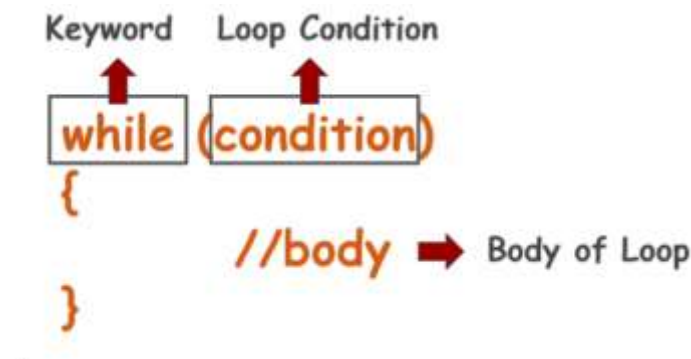 Keyword Loop Condition
while (condition)
{
//body Body of Loop
}